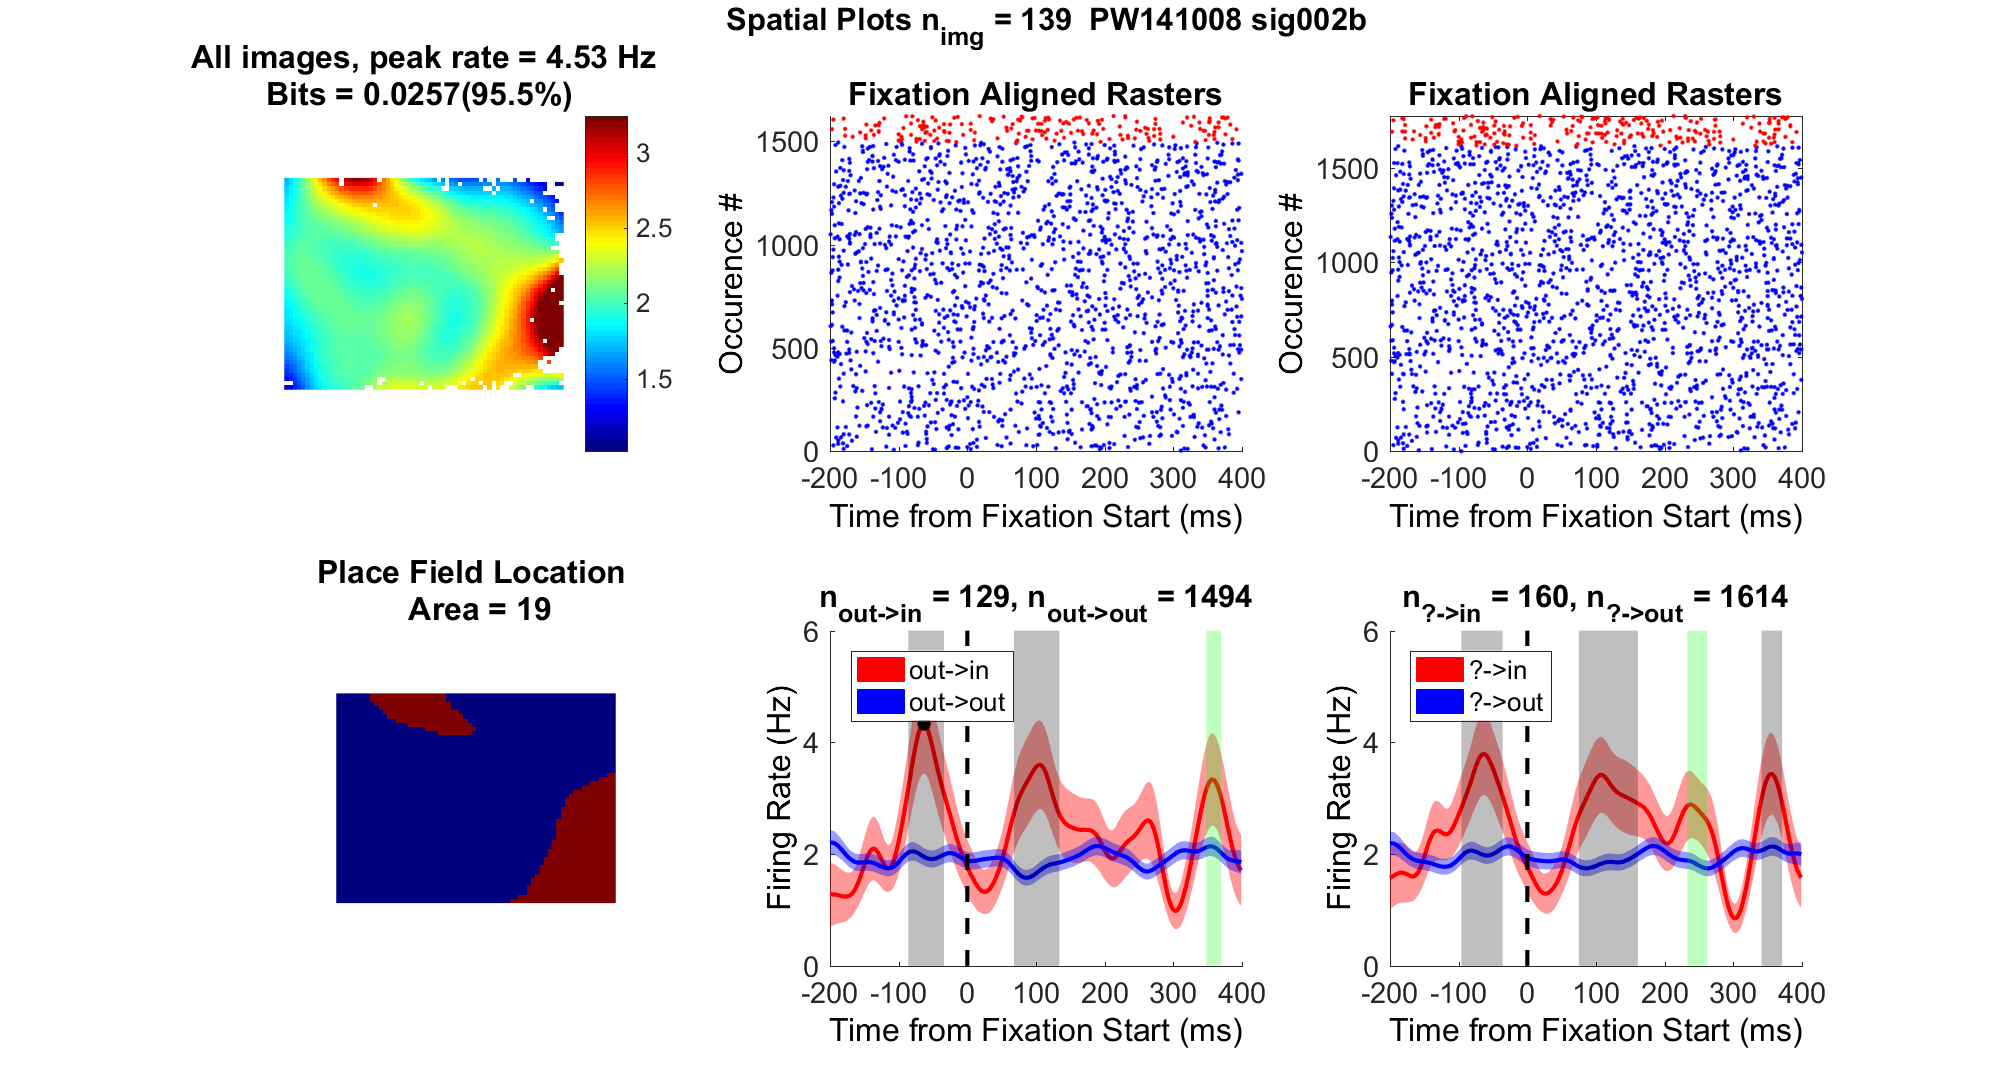 Spatial Plots n_img = 139  PW141008 sig002b
All images, peak rate = 4.53 Hz
Bits = 0.0257(95.5%)
3
2.5
2
1.5
Fixation Aligned Rasters
Occurence #
1500
1000
500
0
-200 -100 0 100 200 300 400
Time from Fixation Start (ms)
Fixation Aligned Rasters
Occurence #
1500
1000
500
0
-200 -100 0 100 200 300 400
Time from Fixation Start (ms)
Place Field Location
Area = 19
n_out->in = 129, n_out->out = 1494
Firing Rate (Hz)
6
4
2
0
out->in
out->out
-200 -100 0 100 200 300 400
Time from Fixation Start (ms)
n_?->in = 160, n_?->out = 1614
Firing Rate (Hz)
6
4
2
0
?->in
?->out
-200 -100 0 100 200 300 400
Time from Fixation Start (ms)